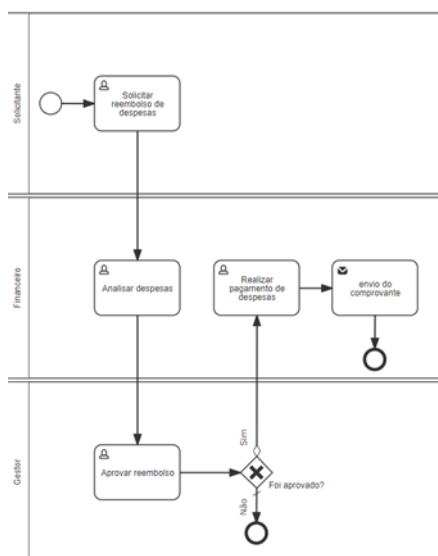 Solicitante
Solicitar
reembolso de
despesas
Financeiro
Analisar despesas
Realizar
pagamento de
despesas
envio do
comprovante
Gestor
Aprovar reembolso
Sim
Foi aprovado?
Não